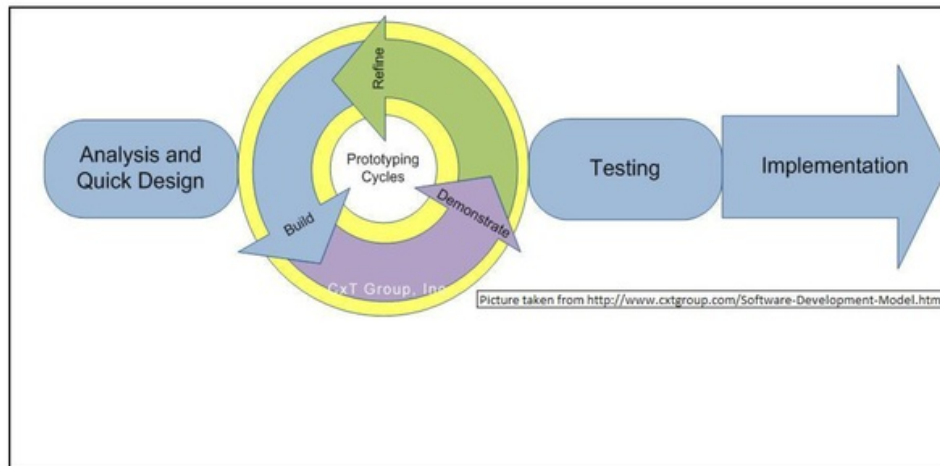 Analysis and
Quick Design
Refine
Prototyping
Cycles
Build
Demonstrate
CxT Group, Inc
Testing
Implementation
Picture taken from http://www.cxtgroup.com/Software-Development-Model.htm